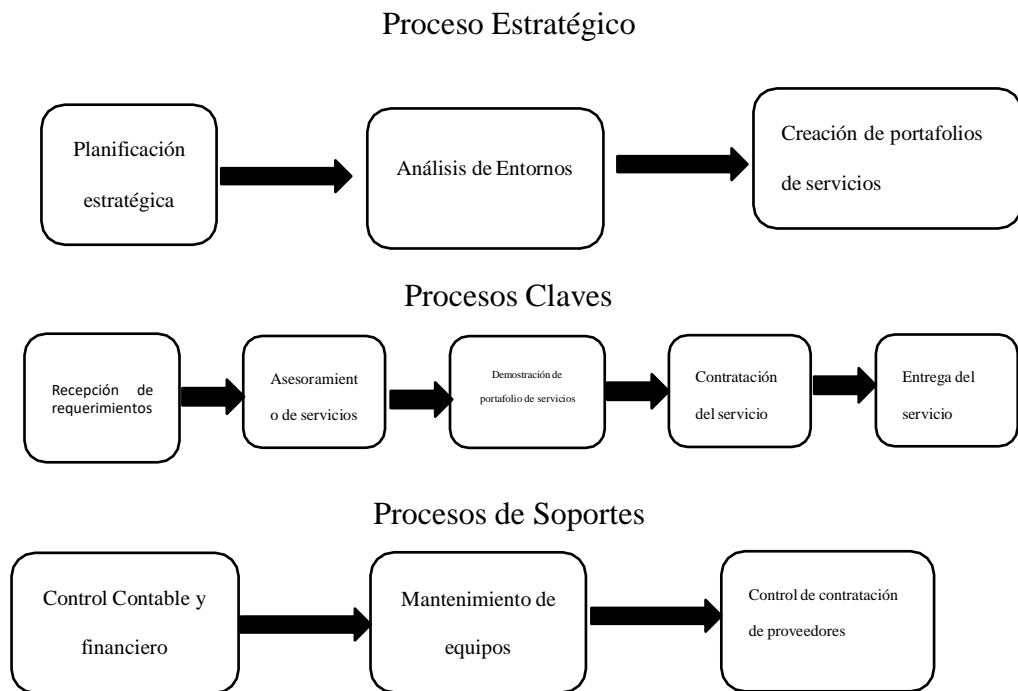 Proceso Estratégico
Planificación
estratégica
Análisis de Entornos
Creación de portafolios
de servicios
Procesos Claves
Recepción de
requerimientos
Asesoramient
o de servicios
Demostración de
portafolio de servicios
Contratación
del servicio
Entrega del
servicio
Procesos de Soportes
Control Contable y
financiero
Mantenimiento de
equipos
Control de contratación
de proveedores